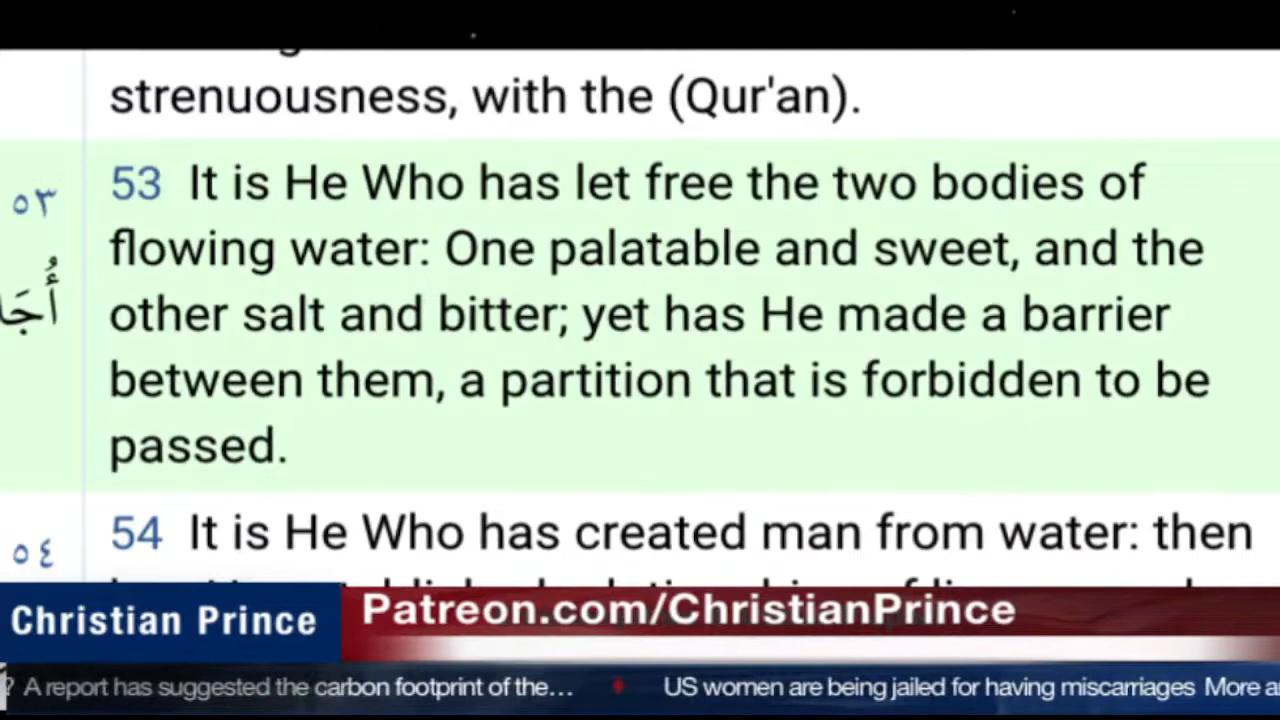 strenuousness, with the (Qur'an).
٥٣
53 It is He Who has let free the two bodies of
flowing water: One palatable and sweet, and the
أُجَا
other salt and bitter; yet has He made a barrier
between them, a partition that is forbidden to be
passed.
٥٤
54 It is He Who has created man from water: then
Christian Prince
Patreon.com/ChristianPrince
? A report has suggested the carbon footprint of the...
US women are being jailed for having miscarriages More a